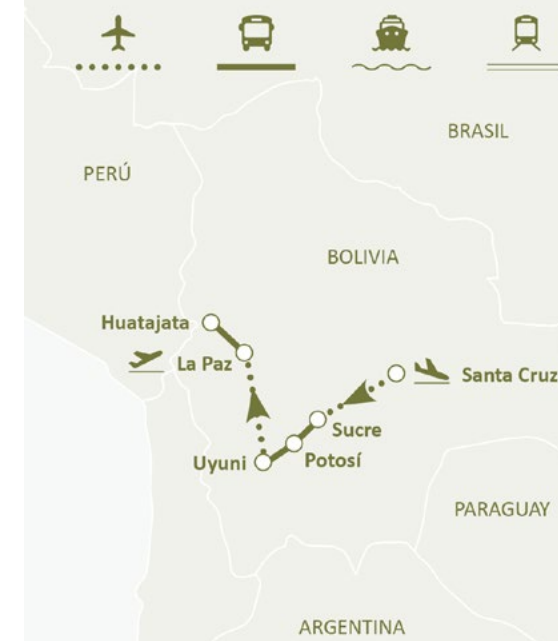 BRASIL
PERÚ
BOLIVIA
Huatajata
La Paz
Santa Cruz
Sucre
Uyuni
Potosí
PARAGUAY
ARGENTINA